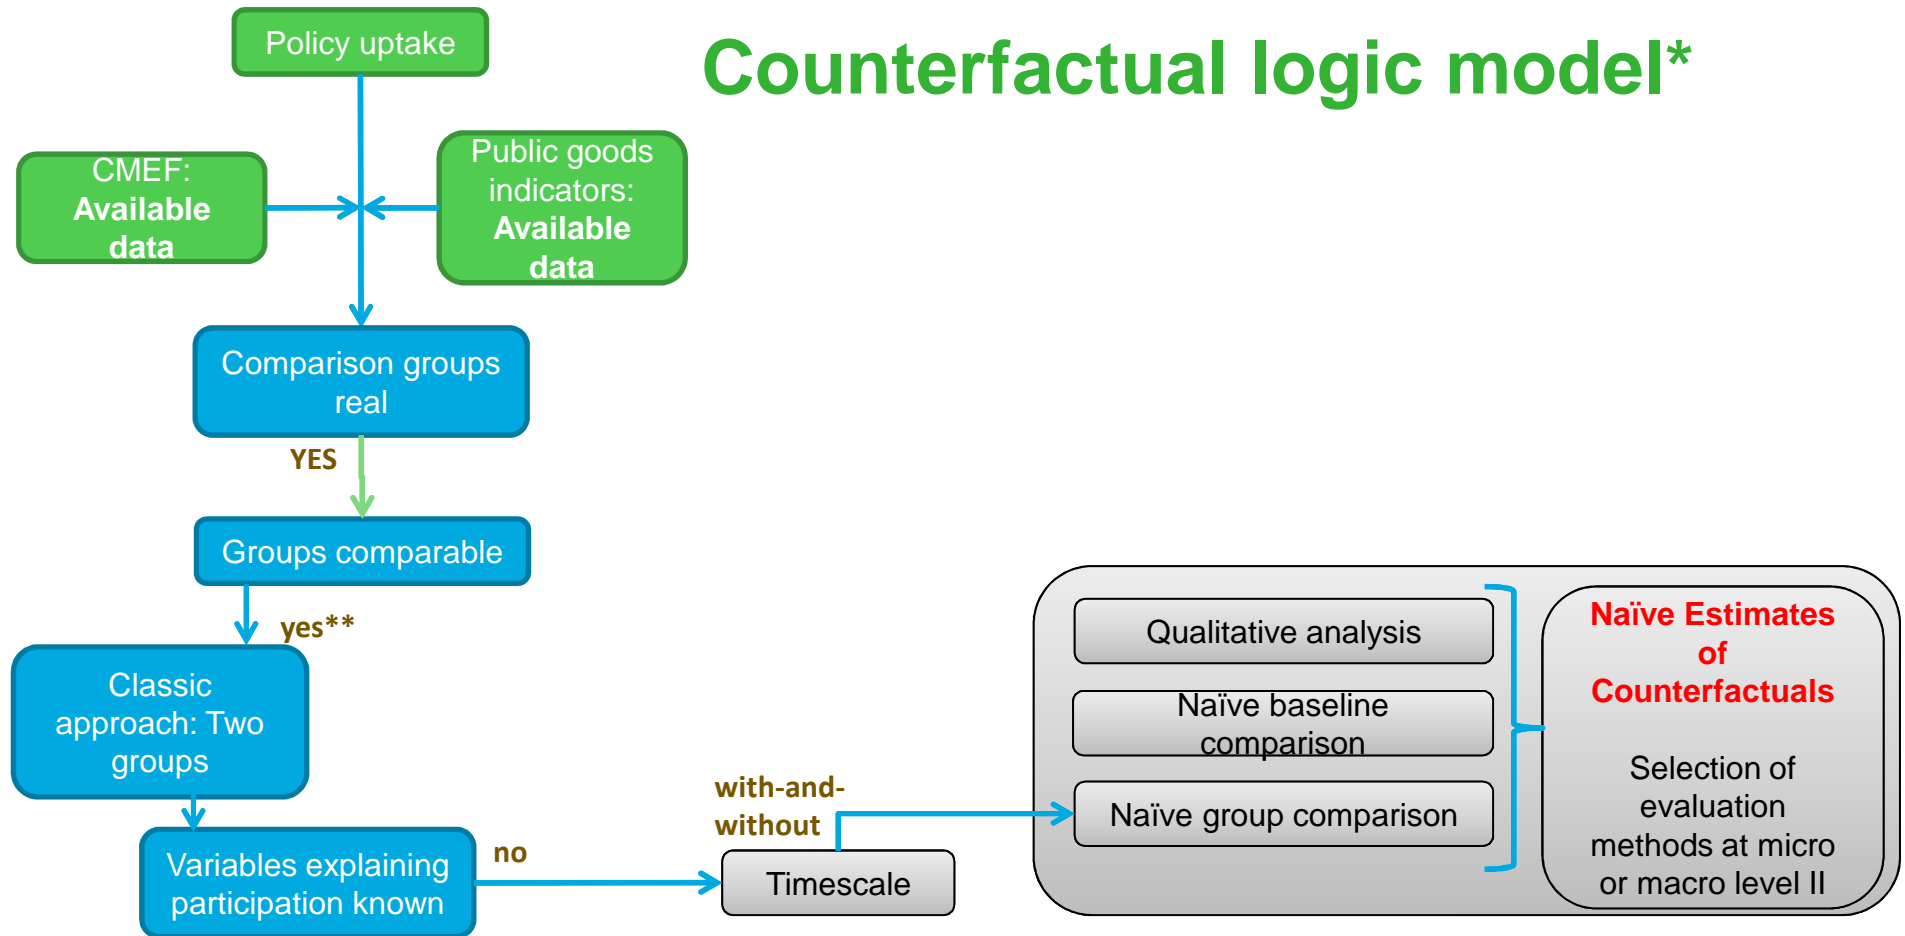 Policy uptake
Counterfactual logic model*
CMEF:
Available
data
Public goods
indicators:
Available
data
Comparison groups
real
YES
Groups comparable
yes**
Classic
approach: Two
groups
Variables explaining
participation known
no
with-and-
without
Timescale
Qualitative analysis
Naïve baseline
comparison
Naïve group comparison
Naïve Estimates
of
Counterfactuals
Selection of
evaluation
methods at micro
or macro level II